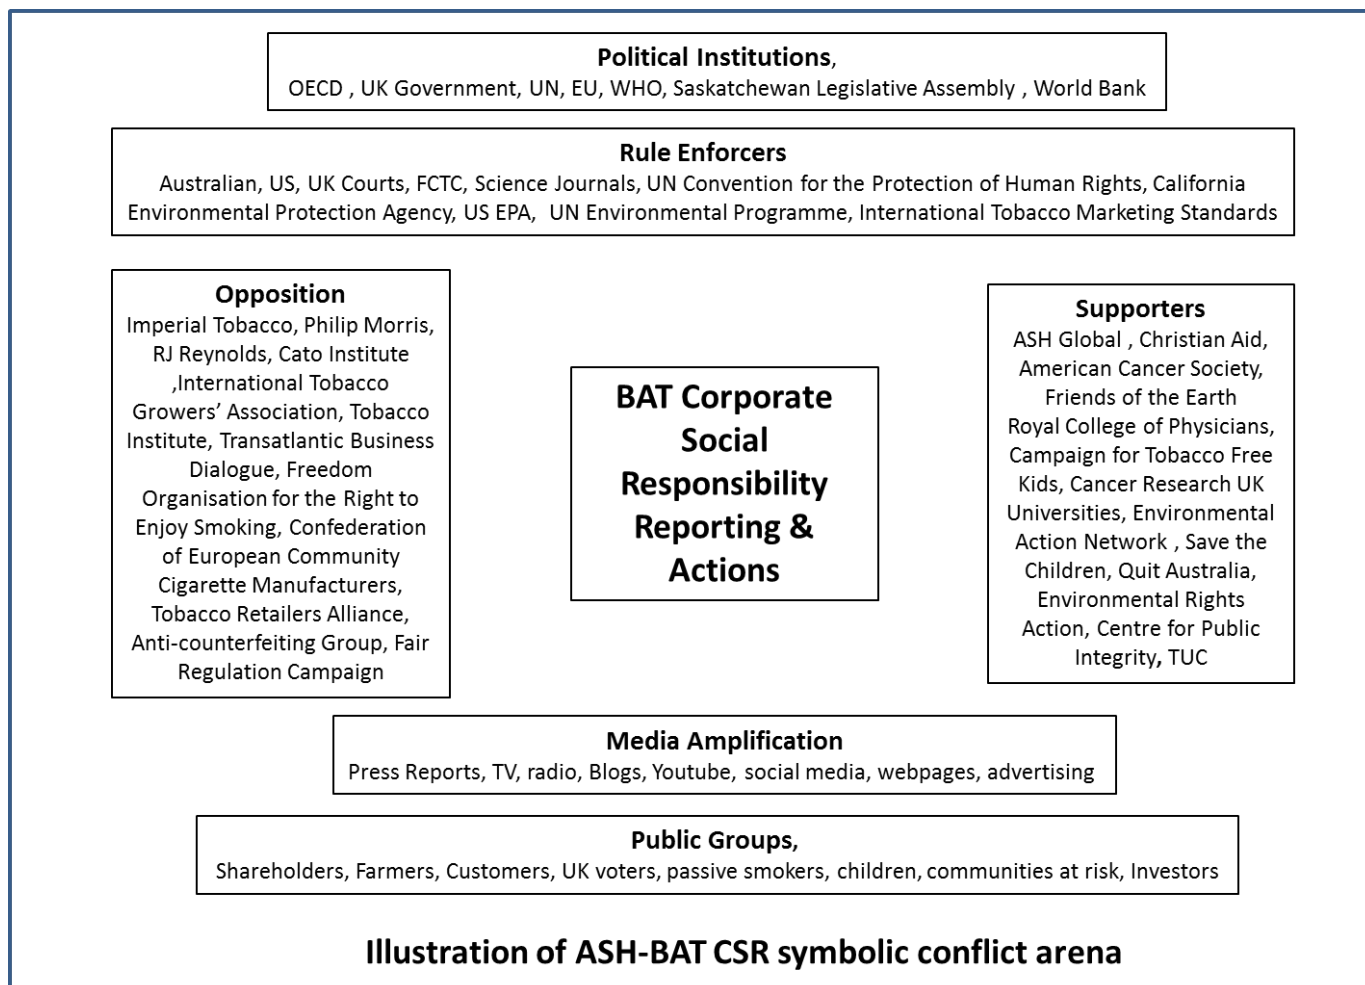 Political Institutions,
OECD , UK Government, UN, EU, WHO, Saskatchewan Legislative Assembly , World Bank
Rule Enforcers
Australian, US, UK Courts, FCTC, Science Journals, UN Convention for the Protection of Human Rights, California
Environmental Protection Agency, US EPA, UN Environmental Programme, International Tobacco Marketing Standards
Opposition
Imperial Tobacco, Philip Morris,
RJ Reynolds, Cato Institute
,International Tobacco
Growers’ Association, Tobacco
Institute, Transatlantic Business
Dialogue, Freedom
Organisation for the Right to
Enjoy Smoking, Confederation
of European Community
Cigarette Manufacturers,
Tobacco Retailers Alliance,
Anti-counterfeiting Group, Fair
Regulation Campaign
BAT Corporate
Social
Responsibility
Reporting &
Actions
Supporters
ASH Global , Christian Aid,
American Cancer Society,
Friends of the Earth
Royal College of Physicians,
Campaign for Tobacco Free
Kids, Cancer Research UK
Universities, Environmental
Action Network , Save the
Children, Quit Australia,
Environmental Rights
Action, Centre for Public
Integrity, TUC
Media Amplification
Press Reports, TV, radio, Blogs, Youtube, social media, webpages, advertising
Public Groups,
Shareholders, Farmers, Customers, UK voters, passive smokers, children, communities at risk, Investors
Illustration of ASH-BAT CSR symbolic conflict arena